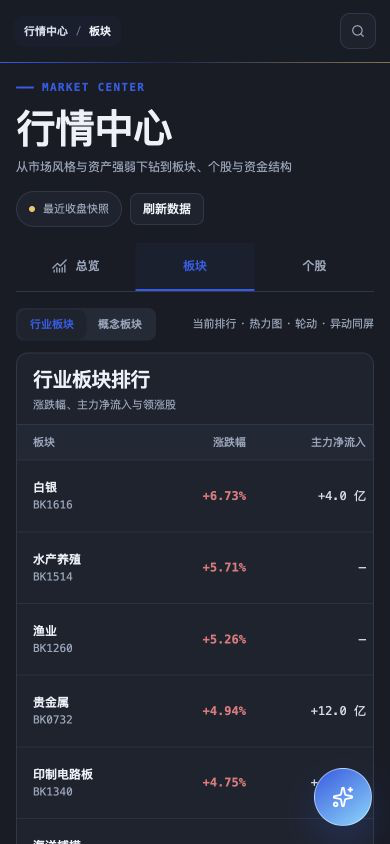 行情中心 / 板块
MARKET CENTER
行情中心
从市场风格与资产强弱下钻到板块、个股与资金结构
最近收盘快照 刷新数据
总览 板块 个股
行业板块 概念板块 当前排行 · 热力图 · 轮动 · 异动同屏
行业板块排行
涨跌幅、主力净流入与领涨股
板块 涨跌幅 主力净流入
白银
BK1616 +6.73% +4.0 亿
水产养殖
BK1514 +5.71% —
渔业
BK1260 +5.26% —
贵金属
BK0732 +4.94% +12.0 亿
印制电路板
BK1340 +4.75%